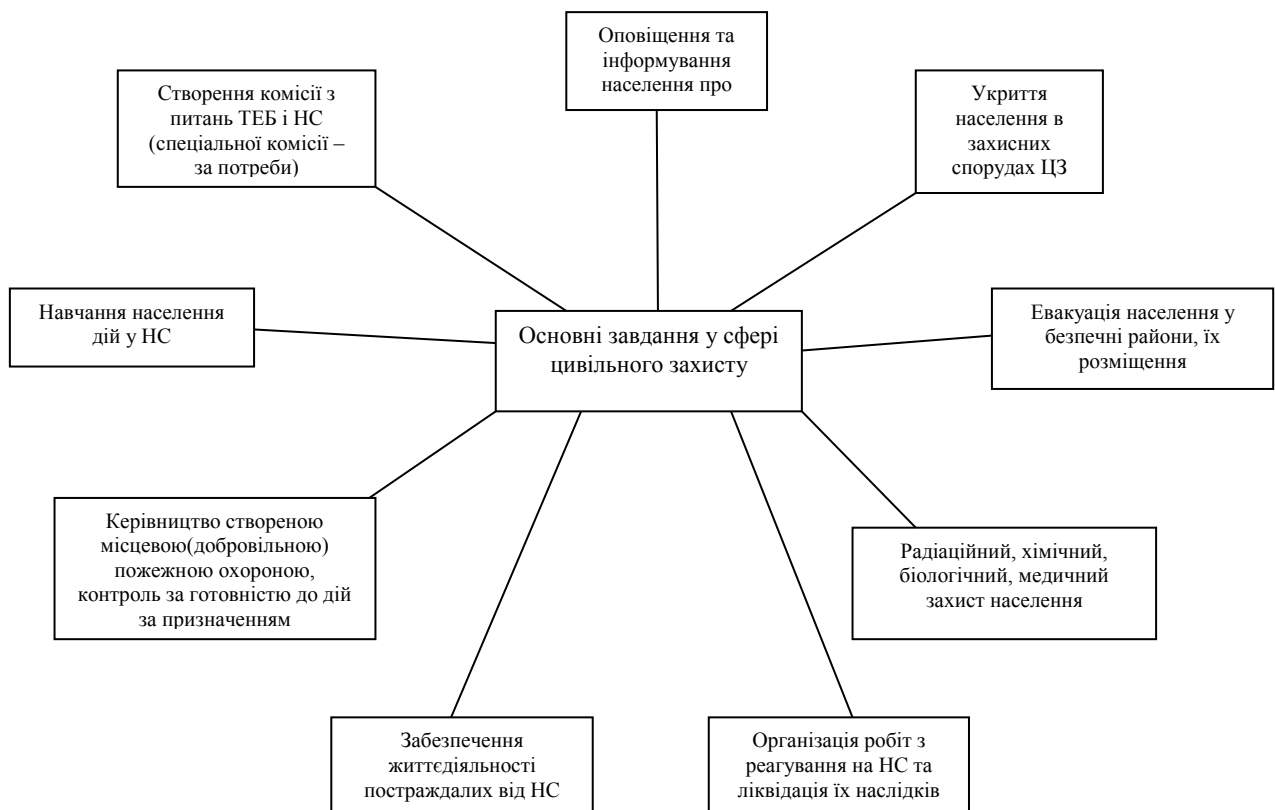 Оповіщення та
інформування
населення про
Створення комісії з
питань ТЕБ і НС
(спеціальної комісії –
за потреби)
Укриття
населення в
захисних
спорудах ЦЗ
Навчання населення
дій у НС
Основні завдання у сфері
цивільного захисту
Евакуація населення у
безпечні райони, їх
розміщення
Керівництво створеною
місцевою(добровільною)
пожежною охороною,
контроль за готовністю до дій
за призначенням
Радіаційний, хімічний,
біологічний, медичний
захист населення
Забезпечення
життєдіяльності
постраждалих від НС
Організація робіт з
реагування на НС та
ліквідація їх наслідків